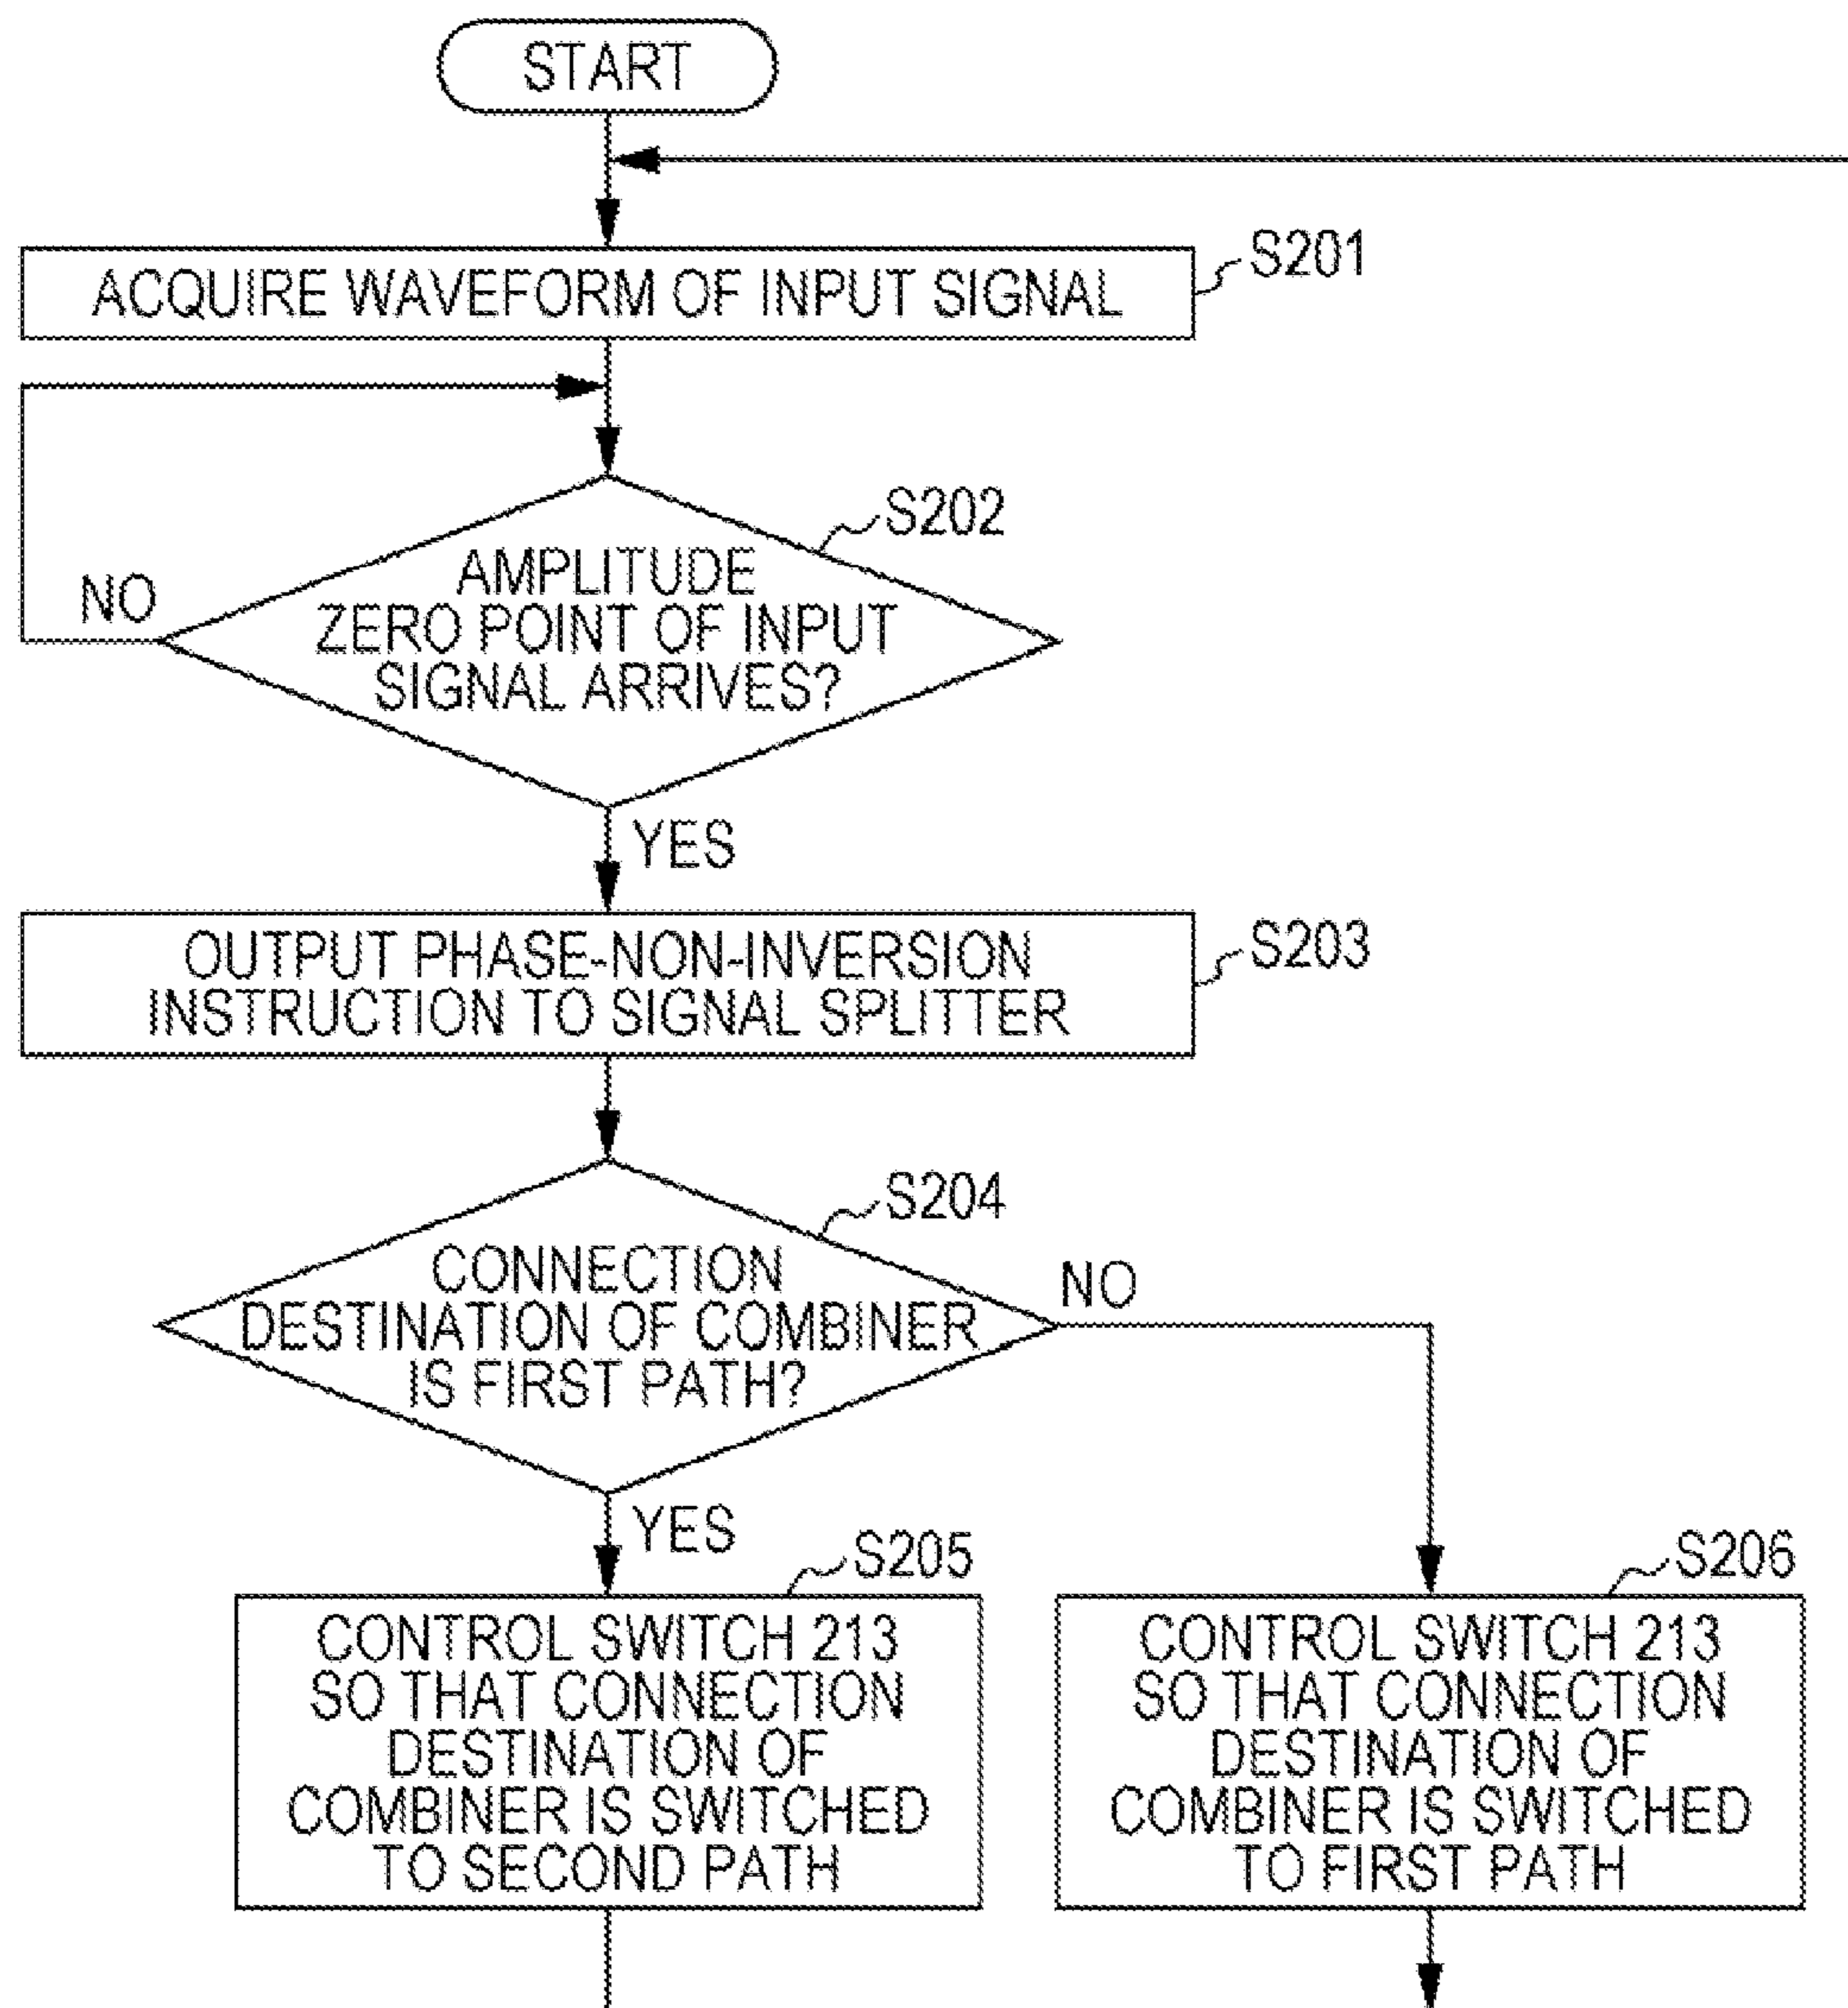 START
S201
ACQUIRE WAVEFORM OF INPUT SIGNAL
S202
AMPLITUDE
ZERO POINT OF INPUT
SIGNAL ARRIVES?
NO
YES
S203
OUTPUT PHASE-NON-INVERSION
INSTRUCTION TO SIGNAL SPLITTER
S204
CONNECTION
DESTINATION OF COMBINER
IS FIRST PATH?
NO
YES
S205
CONTROL SWITCH 213
SO THAT CONNECTION
DESTINATION OF
COMBINER IS SWITCHED
TO SECOND PATH
S206
CONTROL SWITCH 213
SO THAT CONNECTION
DESTINATION OF
COMBINER IS SWITCHED
TO FIRST PATH